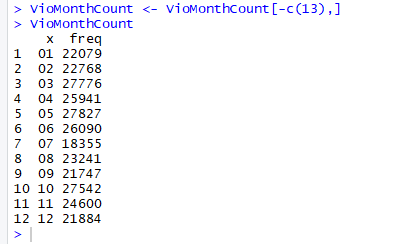 > VioMonthCount <- VioMonthCount[-c(13),]
> VioMonthCount
x freq
1 01 22079
2 02 22768
3 03 27776
4 04 25941
5 05 27827
6 06 26090
7 07 18355
8 08 23241
9 09 21747
10 10 27542
11 11 24600
12 12 21884
>